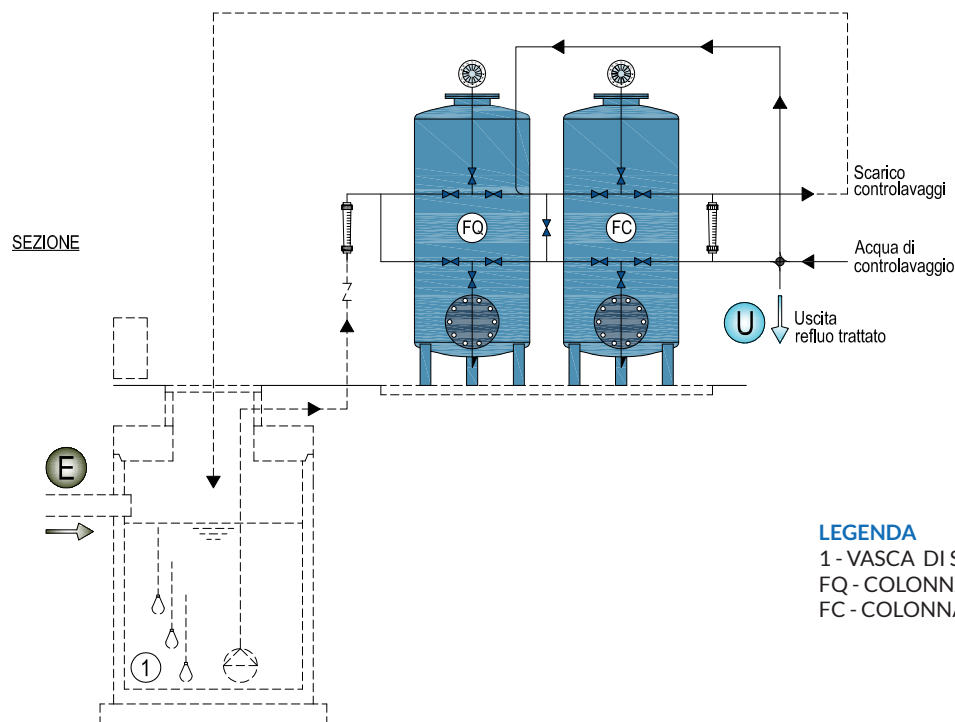 SEZIONE
FQ
FC
Scarico
controlavaggi
Acqua di
controlavaggio
U
Uscita
refluo trattato
E
1
LEGENDA
1 - VASCA DI S
FQ - COLONN
FC - COLONNA